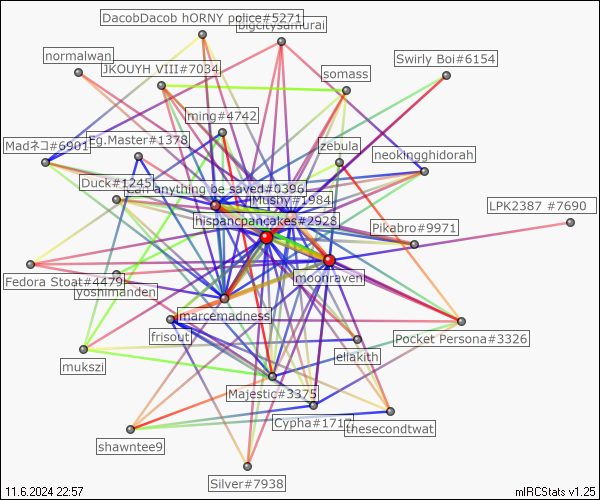 DacobDacob hORNY police#5271
bigcitysamurai
normalwan
JKOUYH VIII#7034
somass
Swirly Boi#6154
ming#4742
Madネコ#6901
Eg.Master#1378
zebula
neokingghidorah
Duck#1245
Can anything be saved#0396
Mushy#1984
LPK2387 #7690
hispancpancakes#2928
Pikabro#9971
Fedora Stoat#4479
moonraven
yoshimanden
marcemadness
frisout
Pocket Persona#3326
mukszi
eliakith
Majestic#3375
Cypha#1717
thesecondtwat
shawntee9
Silver#7938
11.6.2024 22:57
mIRCStats v1.25